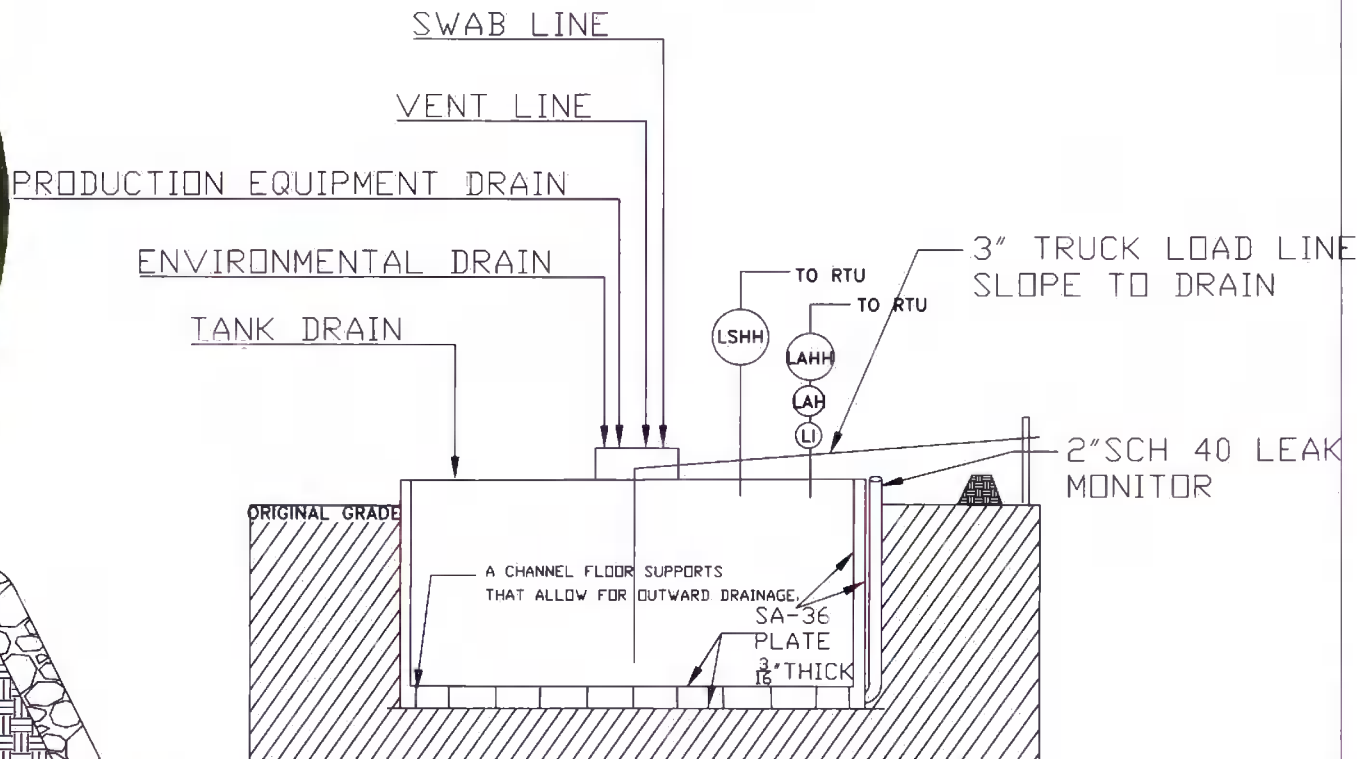 SWAB LINE
VENT LINE
PRODUCTION EQUIPMENT DRAIN
ENVIRONMENTAL DRAIN
TANK DRAIN
TO RTU
TO RTU
LSHH
LAHH
LAH
LI
3" TRUCK LOAD LINE
SLOPE TO DRAIN
2"SCH 40 LEAK
MONITOR
ORIGINAL GRADE
A CHANNEL FLOOR SUPPORTS
THAT ALLOW FOR OUTWARD DRAINAGE,
SA-36
PLATE
3/16"THICK